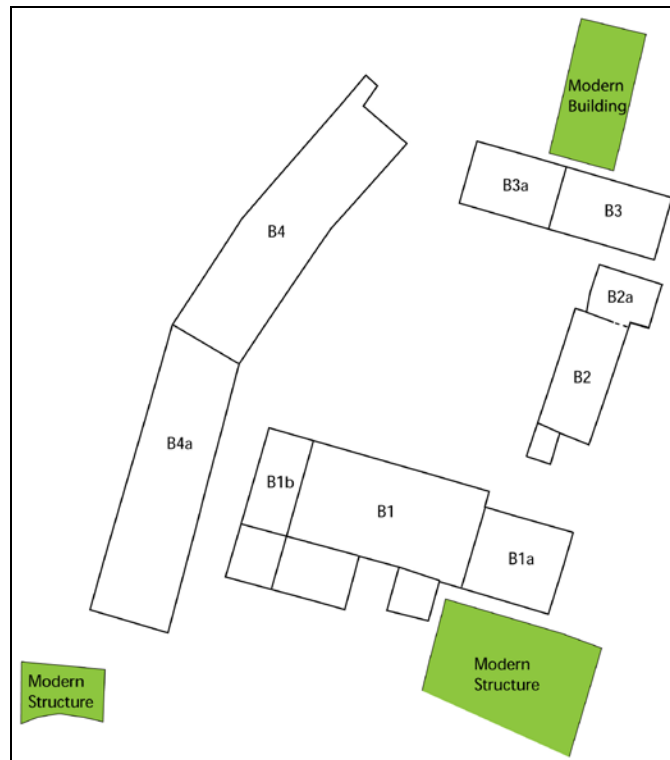 Modern
Building
B3a
B3
B4
B2a
B2
B4a
B1b
B1
B1a
Modern
Structure
Modern
Structure